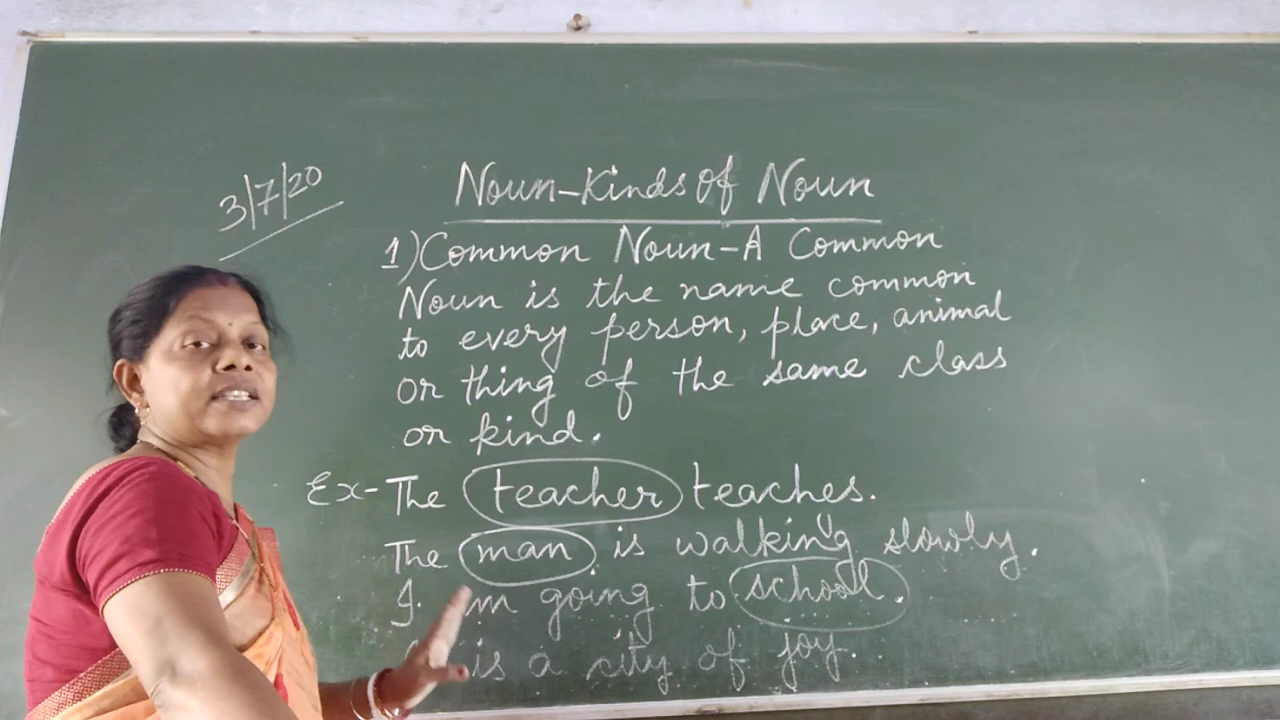 3/7/20
Noun-Kinds of Noun
1) Common Noun-A Common
Noun is the name common
to every person, place, animal
or thing of the same class
or kind.
Ex- The teacher teaches.
The man is walking slowly.
I m going to school.
is a city of joy.